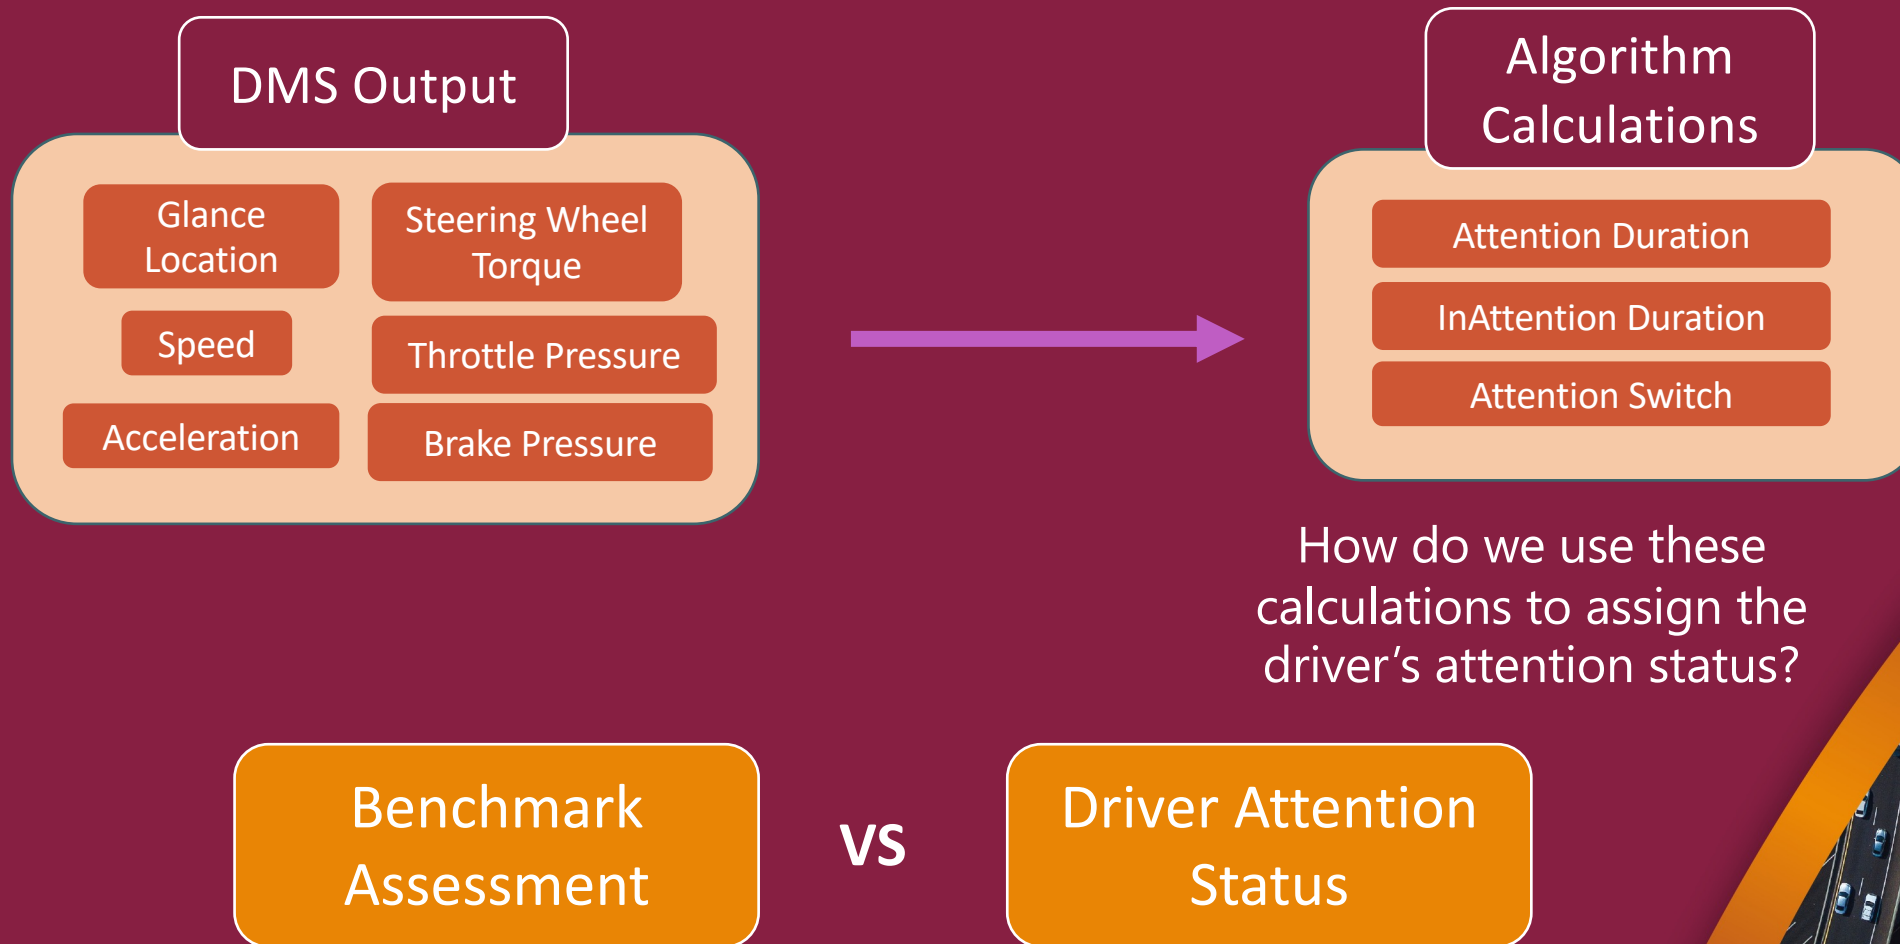 DMS Output
Glance
Location
Steering Wheel
Torque
Speed
Throttle Pressure
Acceleration
Brake Pressure
Algorithm
Calculations
Attention Duration
InAttention Duration
Attention Switch
How do we use these
calculations to assign the
driver’s attention status?
Benchmark
Assessment
VS
Driver Attention
Status